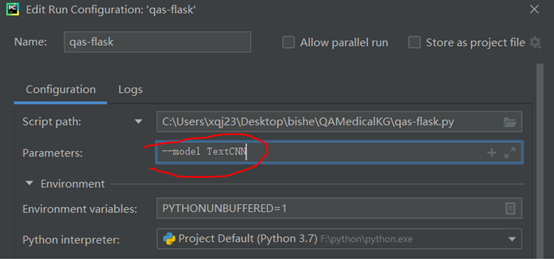 PC Edit Run Configuration: 'qas-flask'
Name: qas-flask Allow parallel run Store as project file
Configuration Logs
Script path: C:\Users\xqj23\Desktop\bishe\QAMedicalKG\qas-flask.py
Parameters: --model TextCNN
Environment
Environment variables: PYTHONUNBUFFERED=1
Python interpreter: Project Default (Python 3.7) F:\python\python.exe